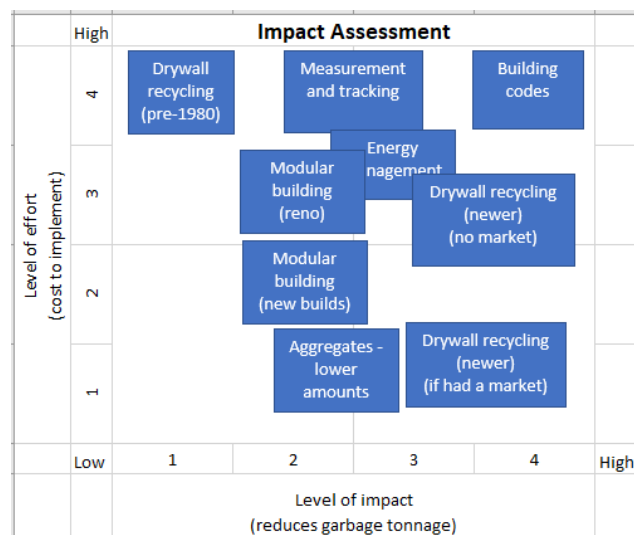 High
Impact Assessment
Drywall
recycling
(pre-1980)
Measurement
and tracking
Building
codes
4
Energy
Modular
building
(reno)
3
Drywall recycling
(newer)
(no market)
Level of effort
(cost to implement)
Modular
building
(new builds)
2
Aggregates -
lower
amounts
Drywall recycling
(newer)
(if had a market)
1
Low
1
2
3
4
High
Level of impact
(reduces garbage tonnage)